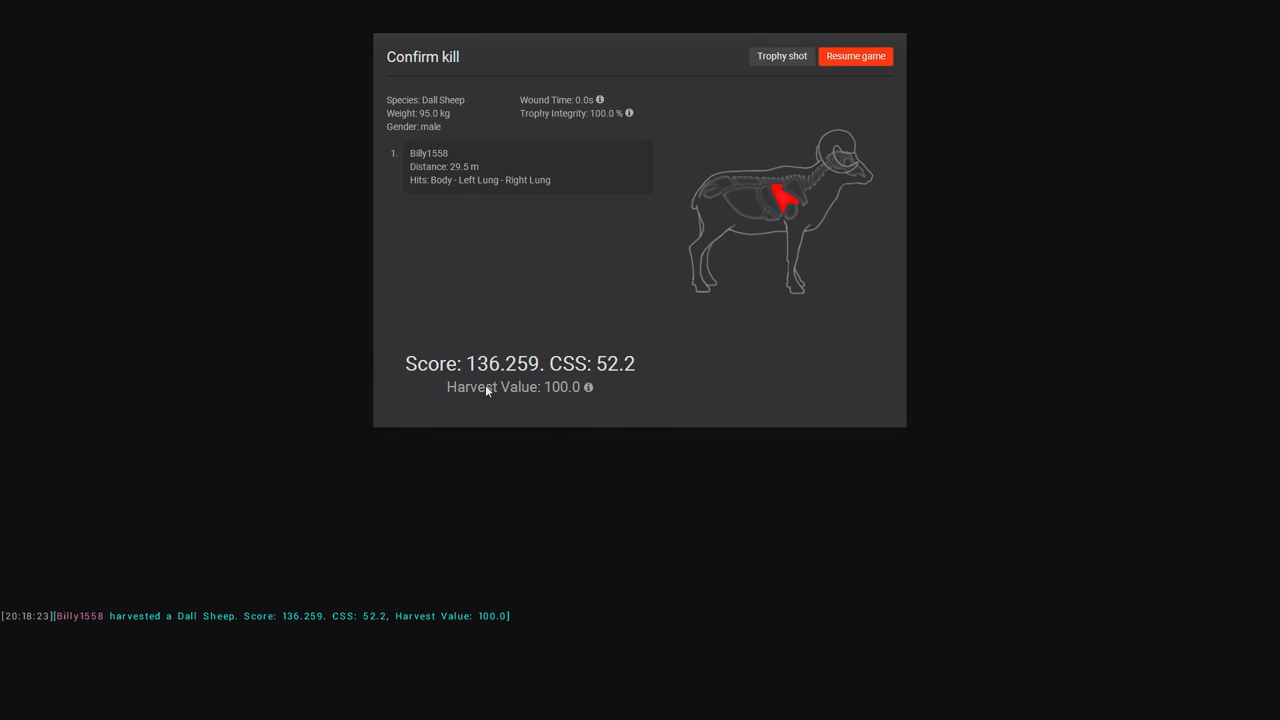 Confirm kill
Trophy shot
Resume game
Species: Dall Sheep
Wound Time: 0.0s
Weight: 95.0 kg
Trophy Integrity: 100.0 %
Gender: male
1. Billy1558
Distance: 29.5 m
Hits: Body - Left Lung - Right Lung
Score: 136.259. CSS: 52.2
Harvest Value: 100.0
[20:18:23][Billy1558 harvested a Dall Sheep. Score: 136.259. CSS: 52.2, Harvest Value: 100.0]